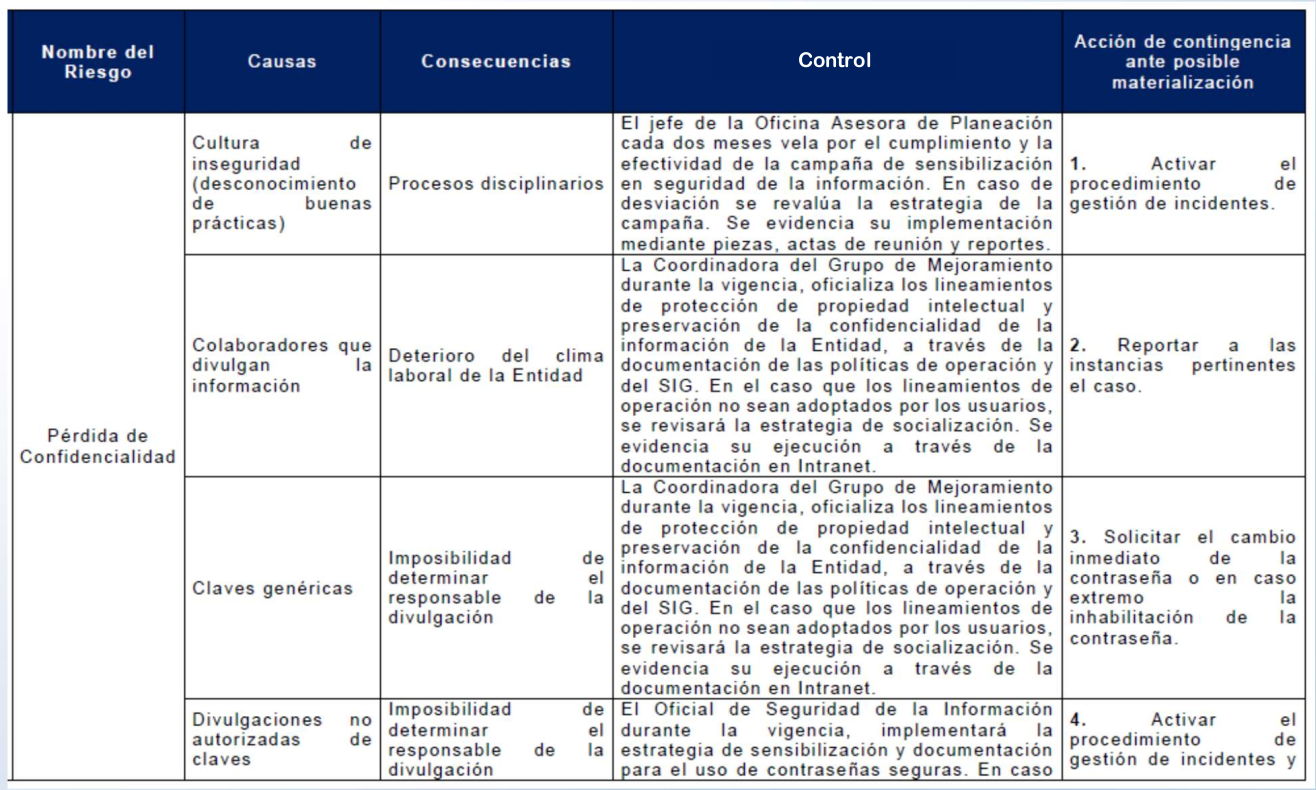 Nombre del
Riesgo
Causas
Consecuencias
Control
Acción de contingencia
ante posible
materialización
Pérdida de
Confidencialidad
Cultura de
inseguridad
(desconocimiento
de buenas
prácticas)
Procesos disciplinarios
El jefe de la Oficina Asesora de Planeación
cada dos meses vela por el cumplimiento y la
efectividad de la campaña de sensibilización
en seguridad de la información. En caso de
desviación se revalúa la estrategia de la
campaña. Se evidencia su implementación
mediante piezas, actas de reunión y reportes.
1. Activar el
procedimiento de
gestión de incidentes.
Colaboradores que
divulgan la
información
Deterioro del clima
laboral de la Entidad
La Coordinadora del Grupo de Mejoramiento
durante la vigencia, oficializa los lineamientos
de protección de propiedad intelectual y
preservación de la confidencialidad de la
información de la Entidad, a través de la
documentación de las políticas de operación y
del SIG. En el caso que los lineamientos de
operación no sean adoptados por los usuarios,
se revisará la estrategia de socialización. Se
evidencia su ejecución a través de la
documentación en Intranet.
2. Reportar a las
instancias pertinentes
el caso.
Claves genéricas
Imposibilidad de
determinar el
responsable de la
divulgación
La Coordinadora del Grupo de Mejoramiento
durante la vigencia, oficializa los lineamientos
de protección de propiedad intelectual y
preservación de la confidencialidad de la
información de la Entidad, a través de la
documentación de las políticas de operación y
del SIG. En el caso que los lineamientos de
operación no sean adoptados por los usuarios,
se revisará la estrategia de socialización. Se
evidencia su ejecución a través de la
documentación en Intranet.
3. Solicitar el cambio
inmediato de la
contraseña o en caso
extremo la
inhabilitación de la
contraseña.
Divulgaciones no
autorizadas de
claves
Imposibilidad de
determinar el
responsable de la
divulgación
El Oficial de Seguridad de la Información
durante la vigencia, implementará la
estrategia de sensibilización y documentación
para el uso de contraseñas seguras. En caso
4. Activar el
procedimiento de
gestión de incidentes y